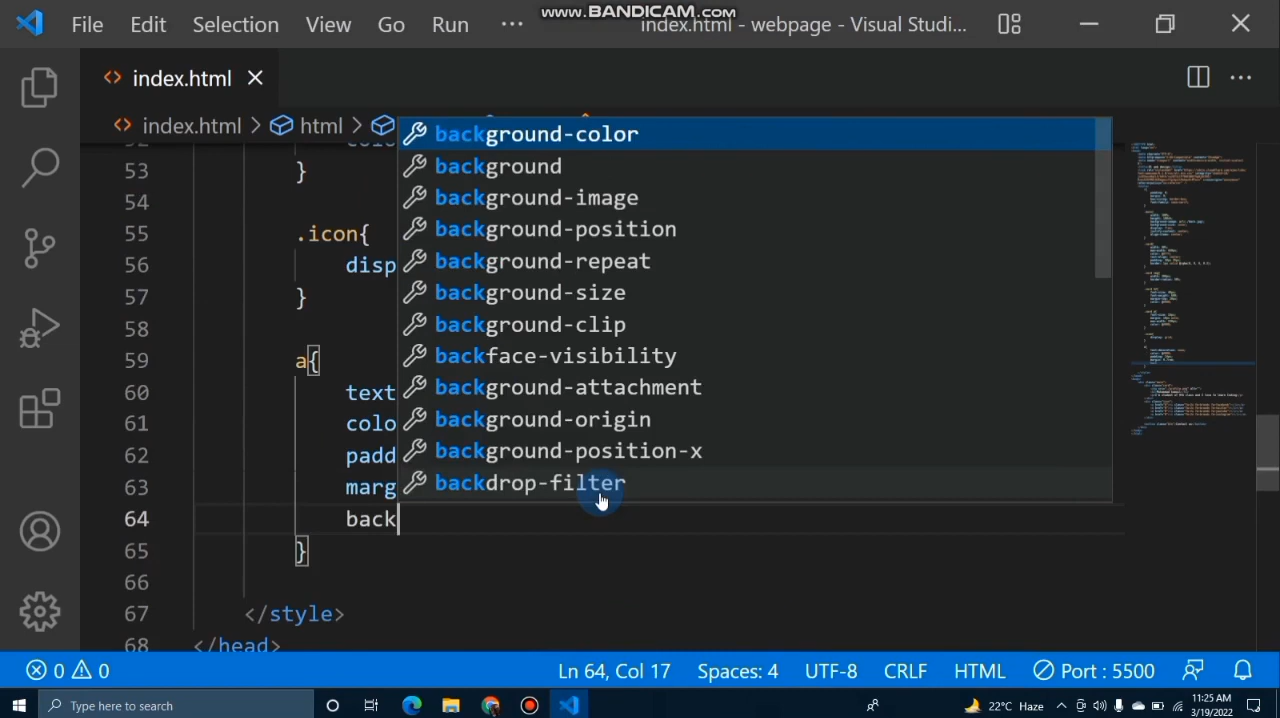 www.BANDICAM.com
File Edit Selection View Go Run ··· index.html - webpage - Visual Studi...
index.html
index.html > html >
53 }
54
55 .icon{
56 disp
57 }
58
59 a{
60 text
61 colo
62 padd
63 marg
64 back
65 }
66
67 </style>
68 </head>
background-color
background
background-image
background-position
background-repeat
background-size
background-clip
backface-visibility
background-attachment
background-origin
background-position-x
backdrop-filter
0 0 Ln 64, Col 17 Spaces: 4 UTF-8 CRLF HTML Port : 5500
Type here to search 22°C Haze 11:25 AM
3/19/2022